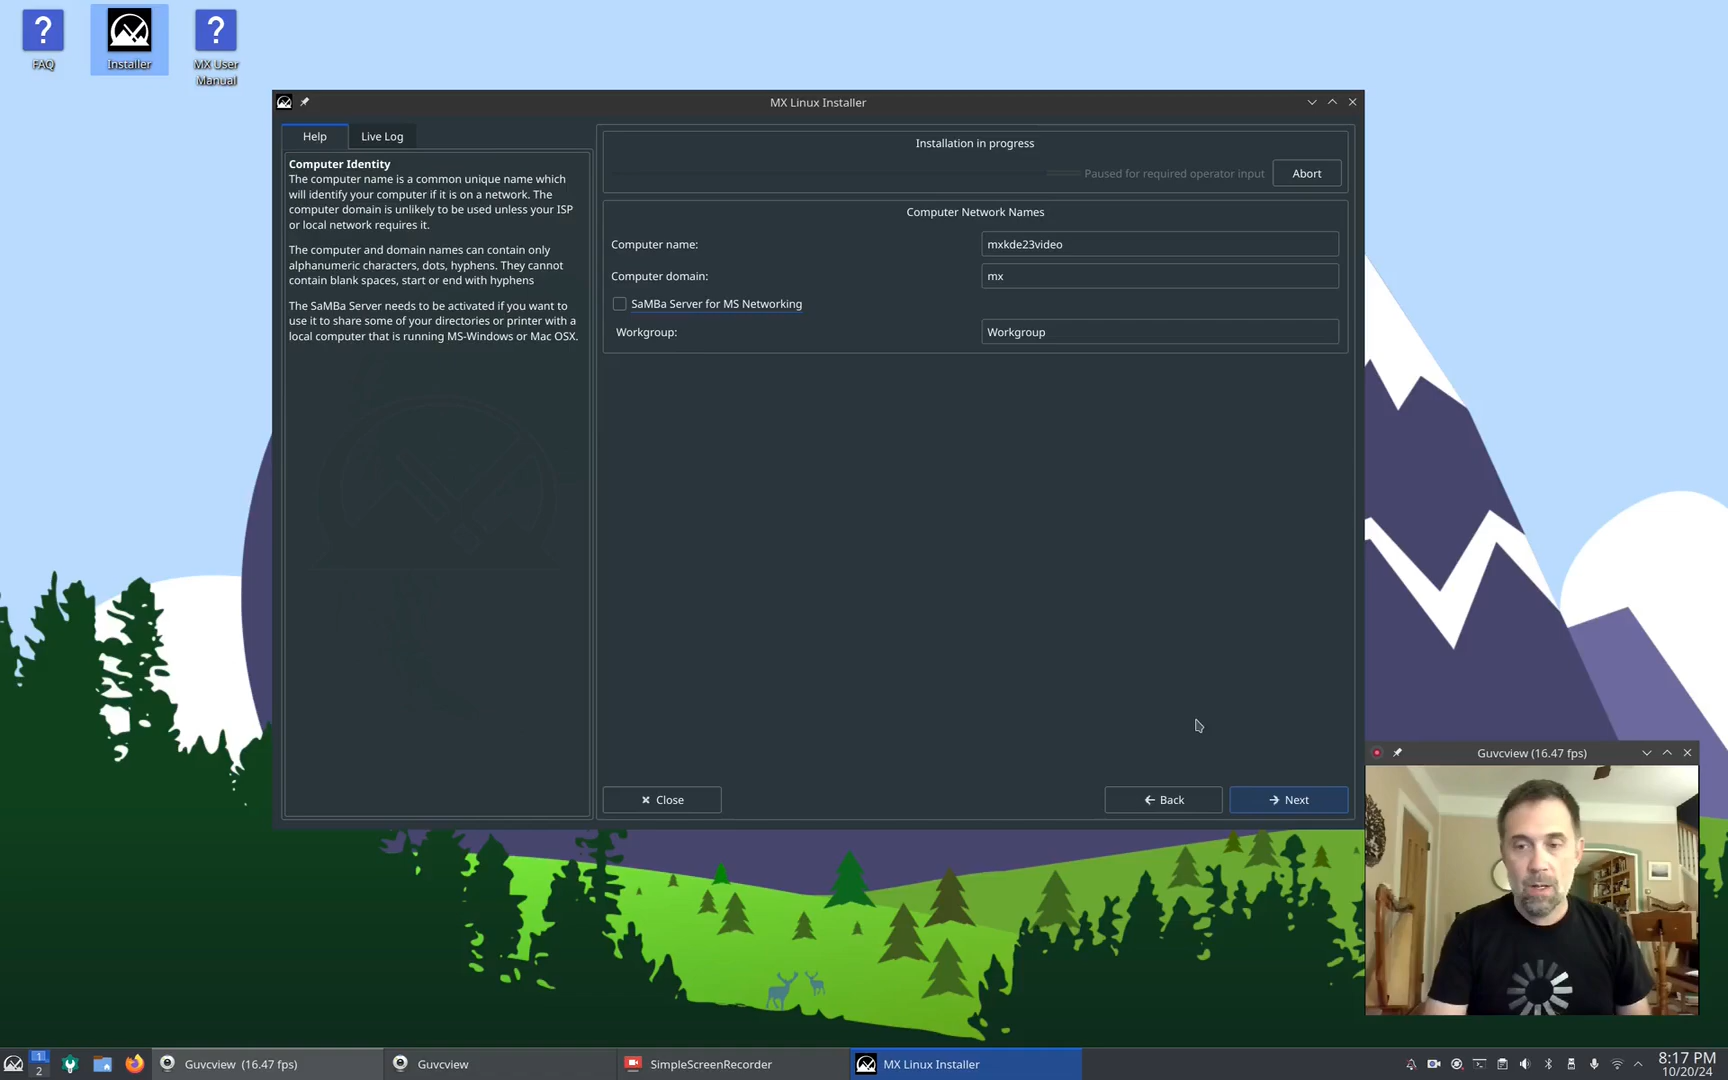 FAQ
Installer
MX User
Manual
MX Linux Installer
Help
Live Log
Computer Identity
The computer name is a common unique name which
will identify your computer if it is on a network. The
computer domain is unlikely to be used unless your ISP
or local network requires it.
The computer and domain names can contain only
alphanumeric characters, dots, hyphens. They cannot
contain blank spaces, start or end with hyphens
The SaMBa Server needs to be activated if you want to
use it to share some of your directories or printer with a
local computer that is running MS-Windows or Mac OSX.
Installation in progress
Paused for required operator input
Abort
Computer Network Names
Computer name:
mxkde23video
Computer domain:
mx
SaMBa Server for MS Networking
Workgroup:
Workgroup
Close
Back
Next
Guvcview (16.47 fps)
1
2
Guvcview (16.47 fps)
Guvcview
SimpleScreenRecorder
MX Linux Installer
8:17 PM
10/20/24